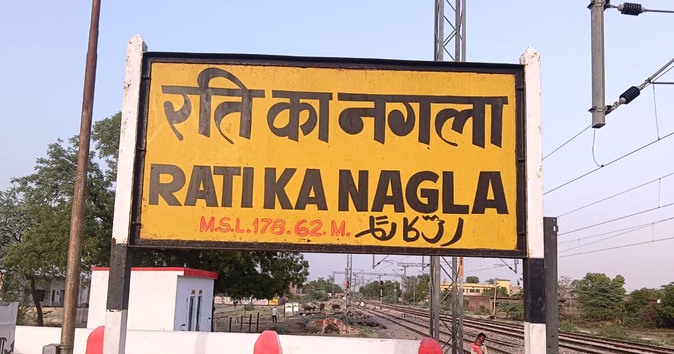 रति का नगला
RATI KA NAGLA
M.S.L.178.62.M.